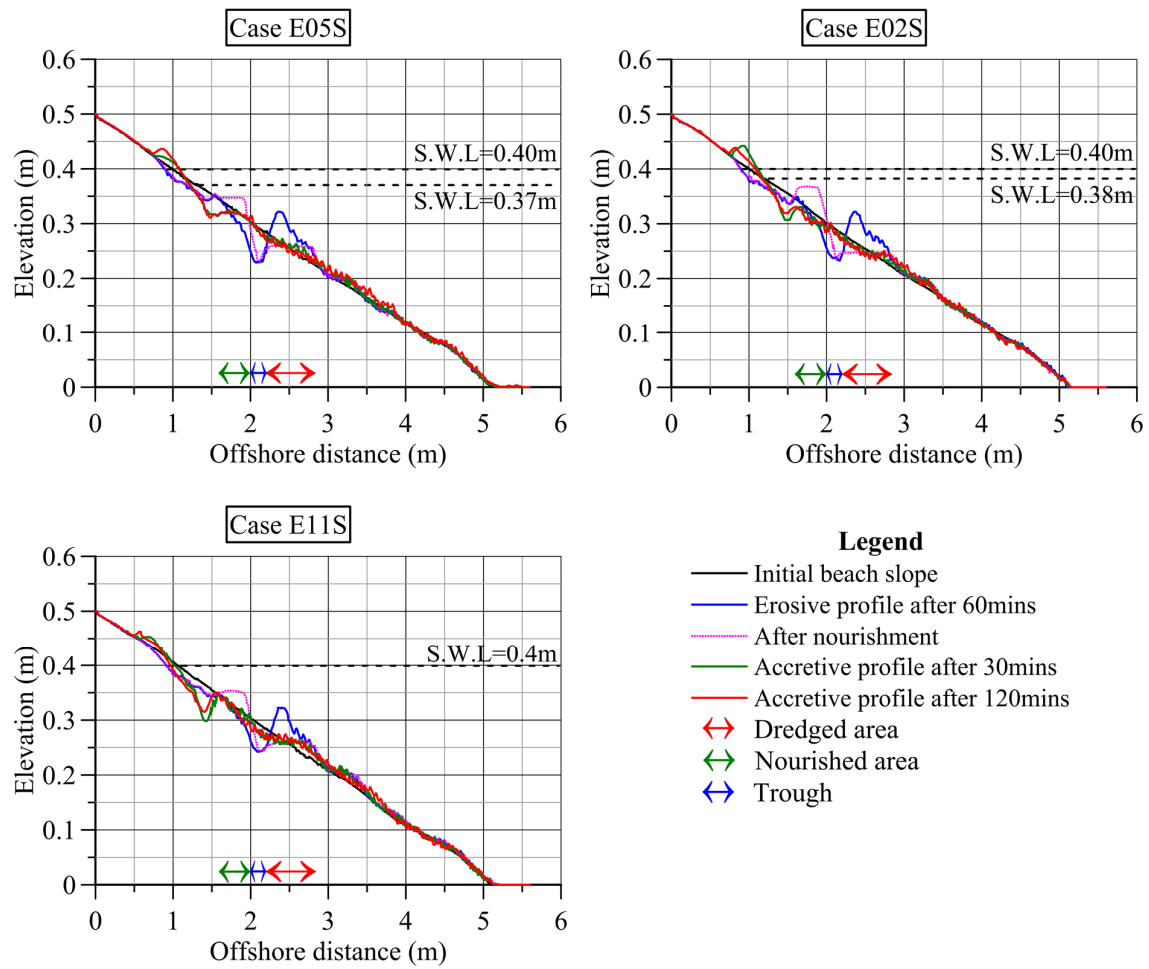 Case E05S
0.6
0.5
0.4
0.3
0.2
0.1
0
Elevation (m)
S.W.L=0.40m
S.W.L=0.37m
0 1 2 3 4 5 6
Offshore distance (m)
Case E02S
0.6
0.5
0.4
0.3
0.2
0.1
0
Elevation (m)
S.W.L=0.40m
S.W.L=0.38m
0 1 2 3 4 5 6
Offshore distance (m)
Case E11S
0.6
0.5
0.4
0.3
0.2
0.1
0
Elevation (m)
S.W.L=0.4m
0 1 2 3 4 5 6
Offshore distance (m)
Legend
Initial beach slope
Erosive profile after 60mins
After nourishment
Accretive profile after 30mins
Accretive profile after 120mins
Dredged area
Nourished area
Trough